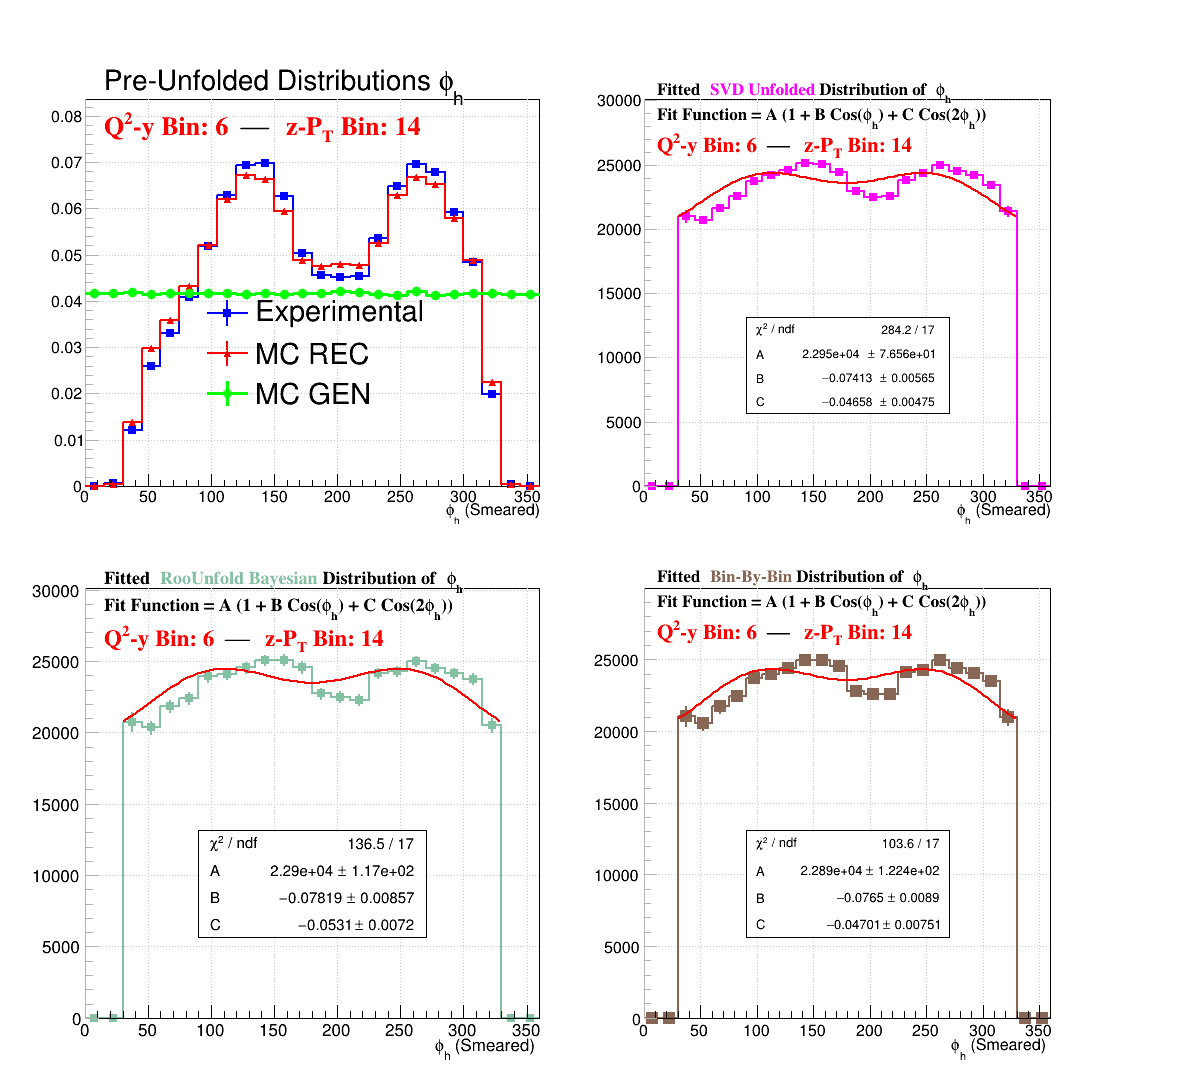 Pre-Unfolded Distributions ϕh
Q²-y Bin: 6 — z-PT Bin: 14
0.08
0.07
0.06
0.05
0.04
0.03
0.02
0.01
0
Experimental
MC REC
MC GEN
0 50 100 150 200 250 300 350
ϕh (Smeared)
Fitted SVD Unfolded Distribution of ϕh
Fit Function = A (1 + B Cos(ϕh) + C Cos(2ϕh))
Q²-y Bin: 6 — z-PT Bin: 14
30000
25000
20000
15000
10000
5000
0
χ² / ndf 284.2 / 17
A 2.295e+04 ± 7.656e+01
B −0.07413 ± 0.00565
C −0.04658 ± 0.00475
0 50 100 150 200 250 300 350
ϕh (Smeared)
Fitted RooUnfold Bayesian Distribution of ϕh
Fit Function = A (1 + B Cos(ϕh) + C Cos(2ϕh))
Q²-y Bin: 6 — z-PT Bin: 14
30000
25000
20000
15000
10000
5000
0
χ² / ndf 136.5 / 17
A 2.29e+04 ± 1.17e+02
B −0.07819 ± 0.00857
C −0.0531 ± 0.0072
0 50 100 150 200 250 300 350
ϕh (Smeared)
Fitted Bin-By-Bin Distribution of ϕh
Fit Function = A (1 + B Cos(ϕh) + C Cos(2ϕh))
Q²-y Bin: 6 — z-PT Bin: 14
25000
20000
15000
10000
5000
0
χ² / ndf 103.6 / 17
A 2.289e+04 ± 1.224e+02
B −0.0765 ± 0.0089
C −0.04701 ± 0.00751
0 50 100 150 200 250 300 350
ϕh (Smeared)